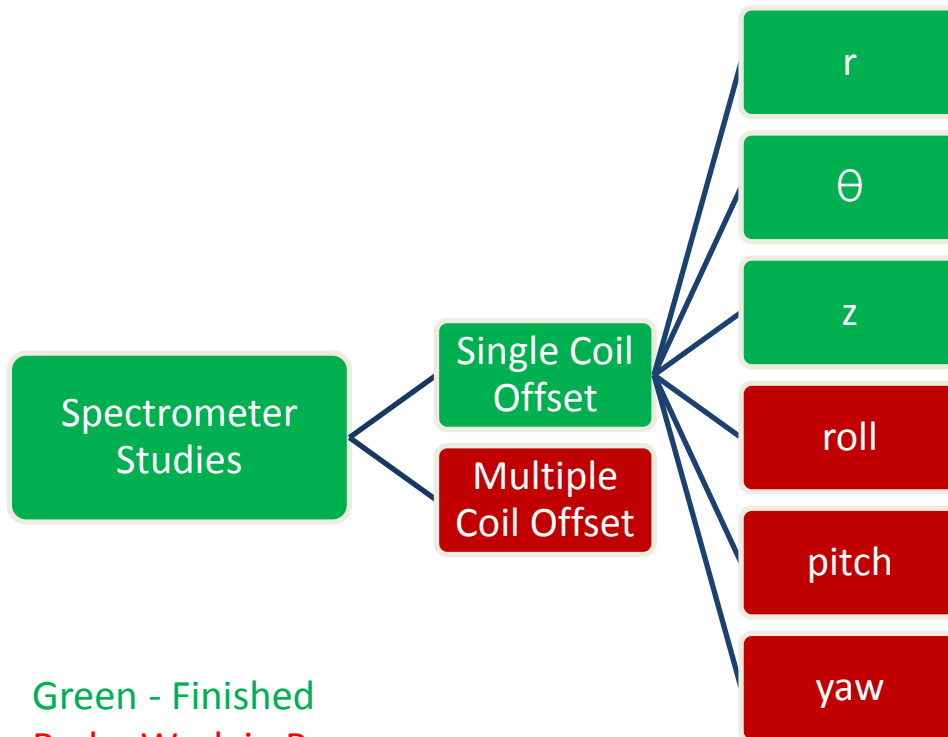 Spectrometer
Studies
Single Coil
Offset
Multiple
Coil Offset
r
θ
z
roll
pitch
yaw
Green - Finished